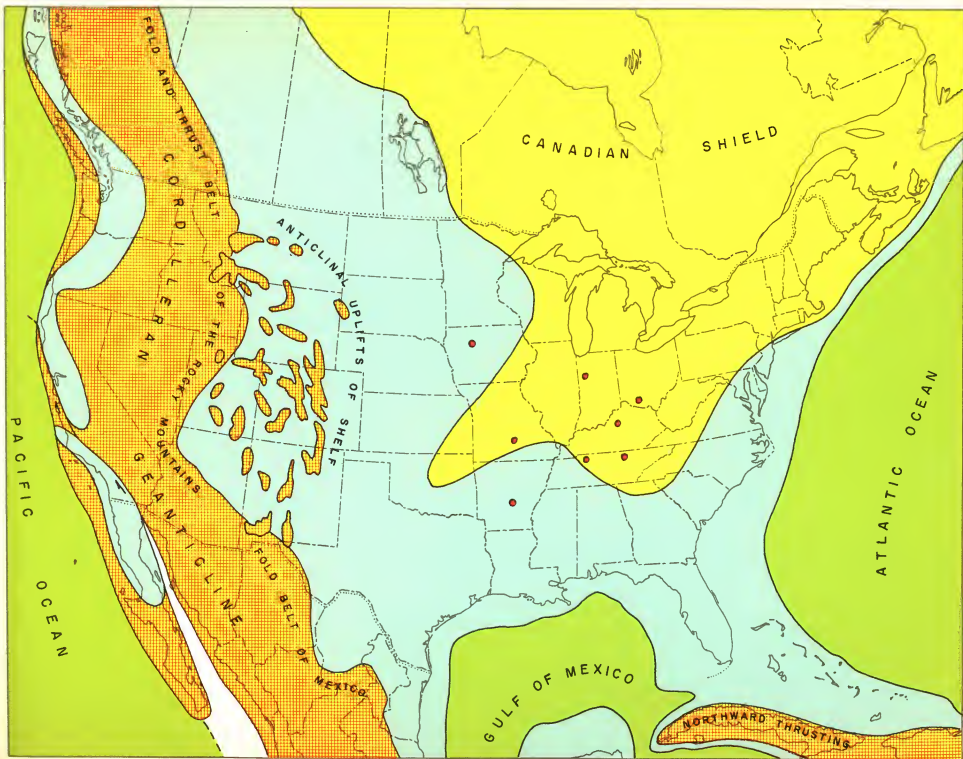 FOLD AND THRUST BELT
OF THE ROCKY
MOUNTAINS
CORDILLERAN
GEANTICLINE
ANTICLINAL UPLIFTS OF SHELF
CANADIAN SHIELD
PACIFIC OCEAN
ATLANTIC OCEAN
FOLD BELT OF
MEXICO
GULF OF MEXICO
NORTHWARD THRUSTING